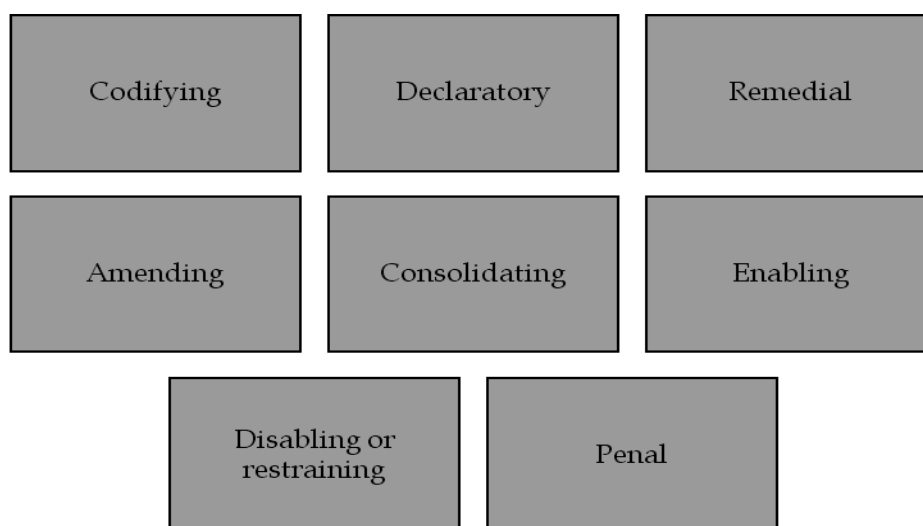 Codifying
Declaratory
Remedial
Amending
Consolidating
Enabling
Disabling or
restraining
Penal